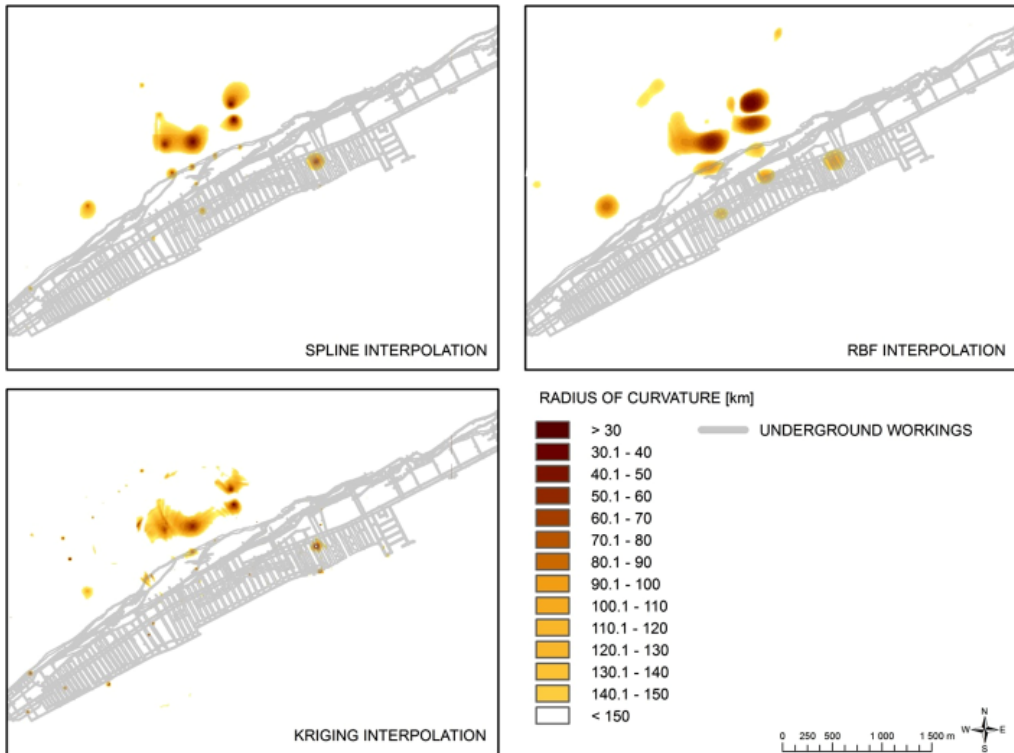 SPLINE INTERPOLATION
RBF INTERPOLATION
KRIGING INTERPOLATION
RADIUS OF CURVATURE [km]
> 30
30.1 - 40
40.1 - 50
50.1 - 60
60.1 - 70
70.1 - 80
80.1 - 90
90.1 - 100
100.1 - 110
110.1 - 120
120.1 - 130
130.1 - 140
140.1 - 150
< 150
UNDERGROUND WORKINGS
N
W E
S
0 250 500 1 000 1 500 m